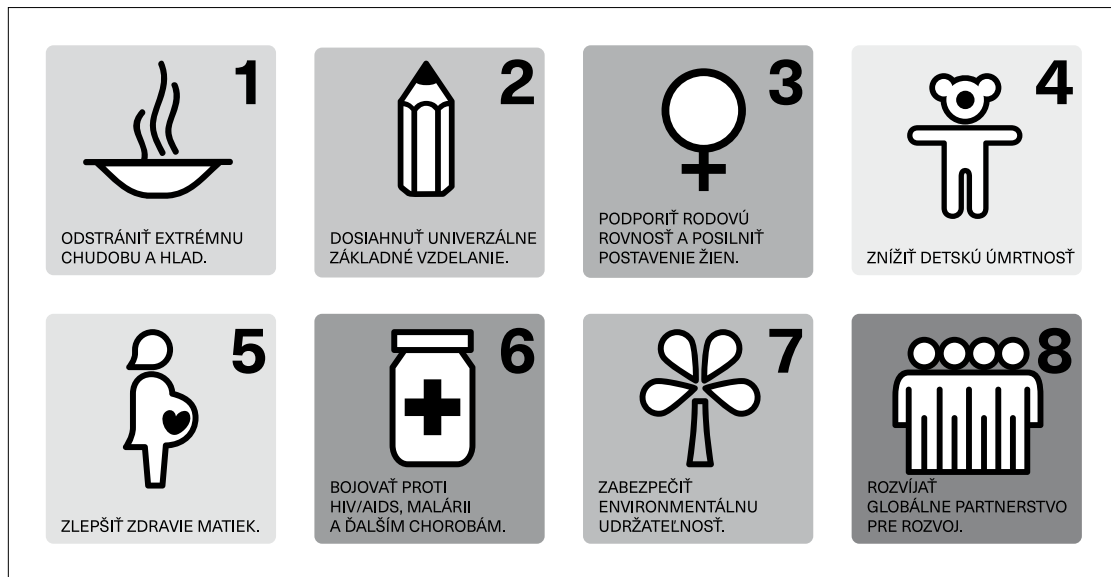 1
ODSTRÁNIŤ EXTRÉMNU
CHUDOBU A HLAD.
2
DOSIAHNUŤ UNIVERZÁLNE
ZÁKLADNÉ VZDELANIE.
3
PODPORIŤ RODOVÚ
ROVNOSŤ A POSILNIŤ
POSTAVENIE ŽIEN.
4
ZNÍŽIŤ DETSKÚ ÚMRTNOSŤ
5
ZLEPŠIŤ ZDRAVIE MATIEK.
6
BOJOVAŤ PROTI
HIV/AIDS, MALÁRII
A ĎALŠÍM CHOROBÁM.
7
ZABEZPEČIŤ
ENVIRONMENTÁLNU
UDRŽATEĽNOSŤ.
8
ROZVÍJAŤ
GLOBÁLNE PARTNERSTVO
PRE ROZVOJ.